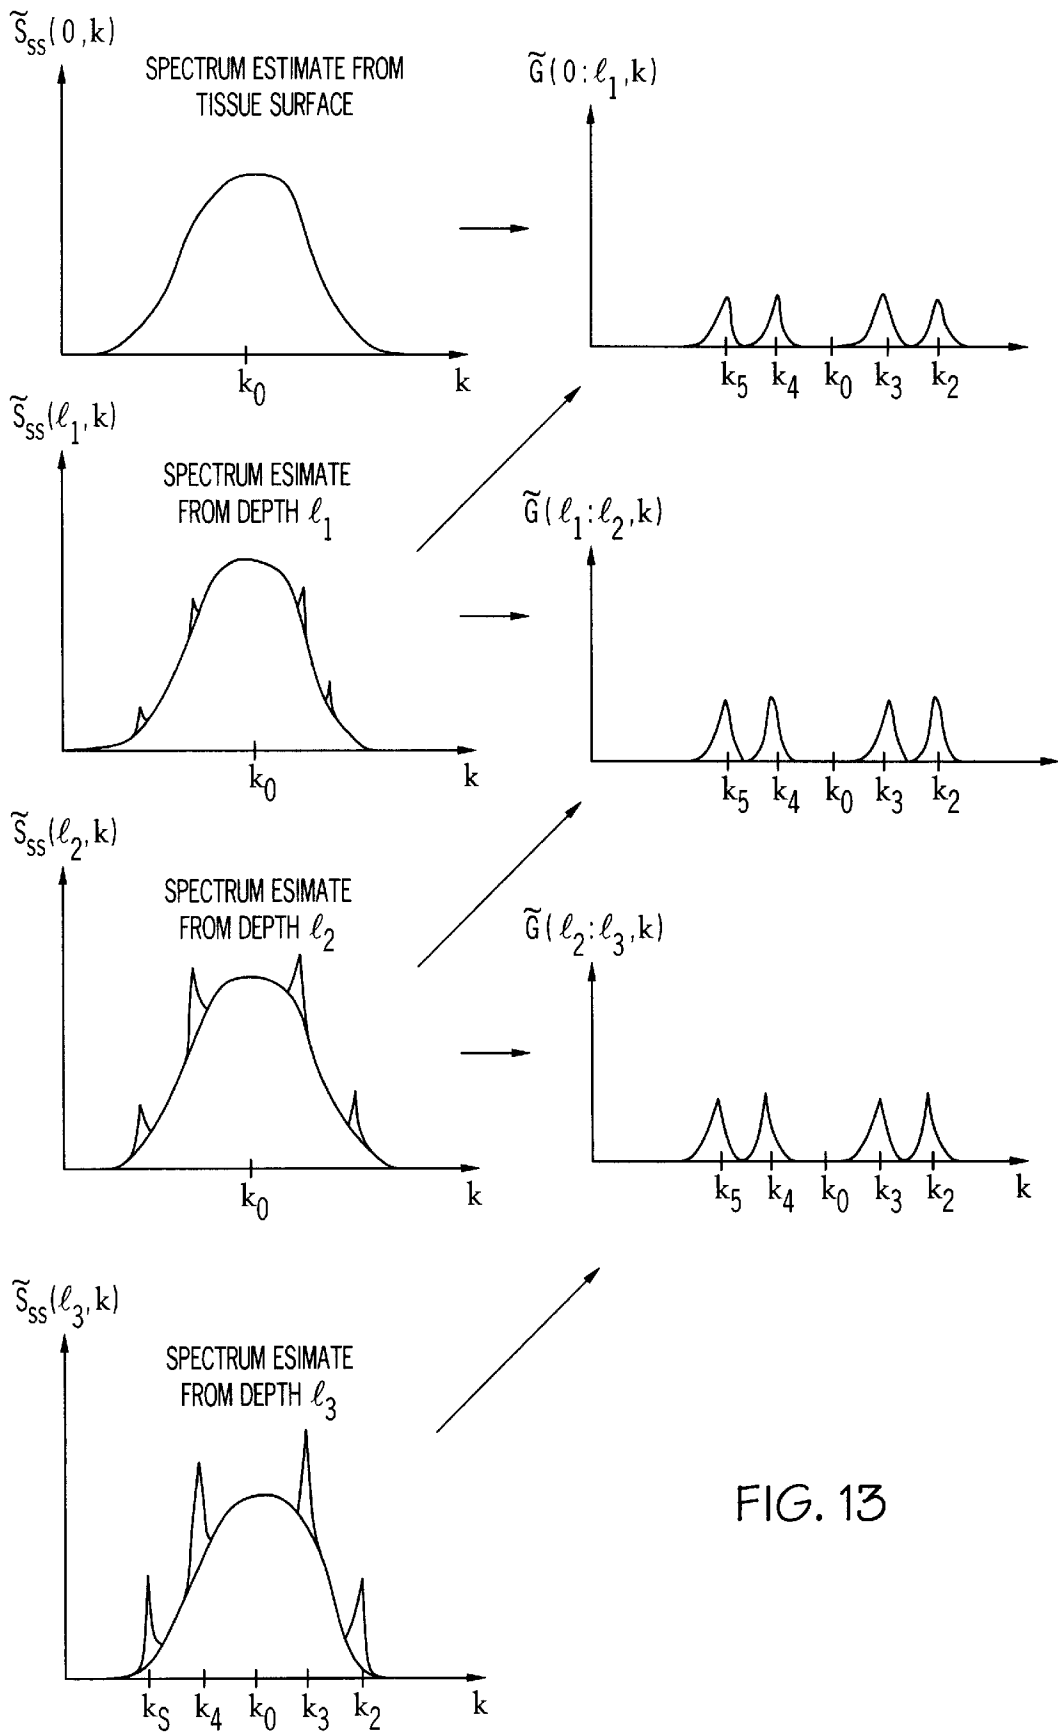 S̃ss(0,k)
SPECTRUM ESTIMATE FROM
TISSUE SURFACE
k0
k
G̃(0:ℓ1,k)
k5 k4 k0 k3 k2
S̃ss(ℓ1,k)
SPECTRUM ESIMATE
FROM DEPTH ℓ1
k0
k
G̃(ℓ1:ℓ2,k)
k5 k4 k0 k3 k2
S̃ss(ℓ2,k)
SPECTRUM ESIMATE
FROM DEPTH ℓ2
k0
k
G̃(ℓ2:ℓ3,k)
k5 k4 k0 k3 k2 k
S̃ss(ℓ3,k)
SPECTRUM ESIMATE
FROM DEPTH ℓ3
kS k4 k0 k3 k2 k
FIG. 13